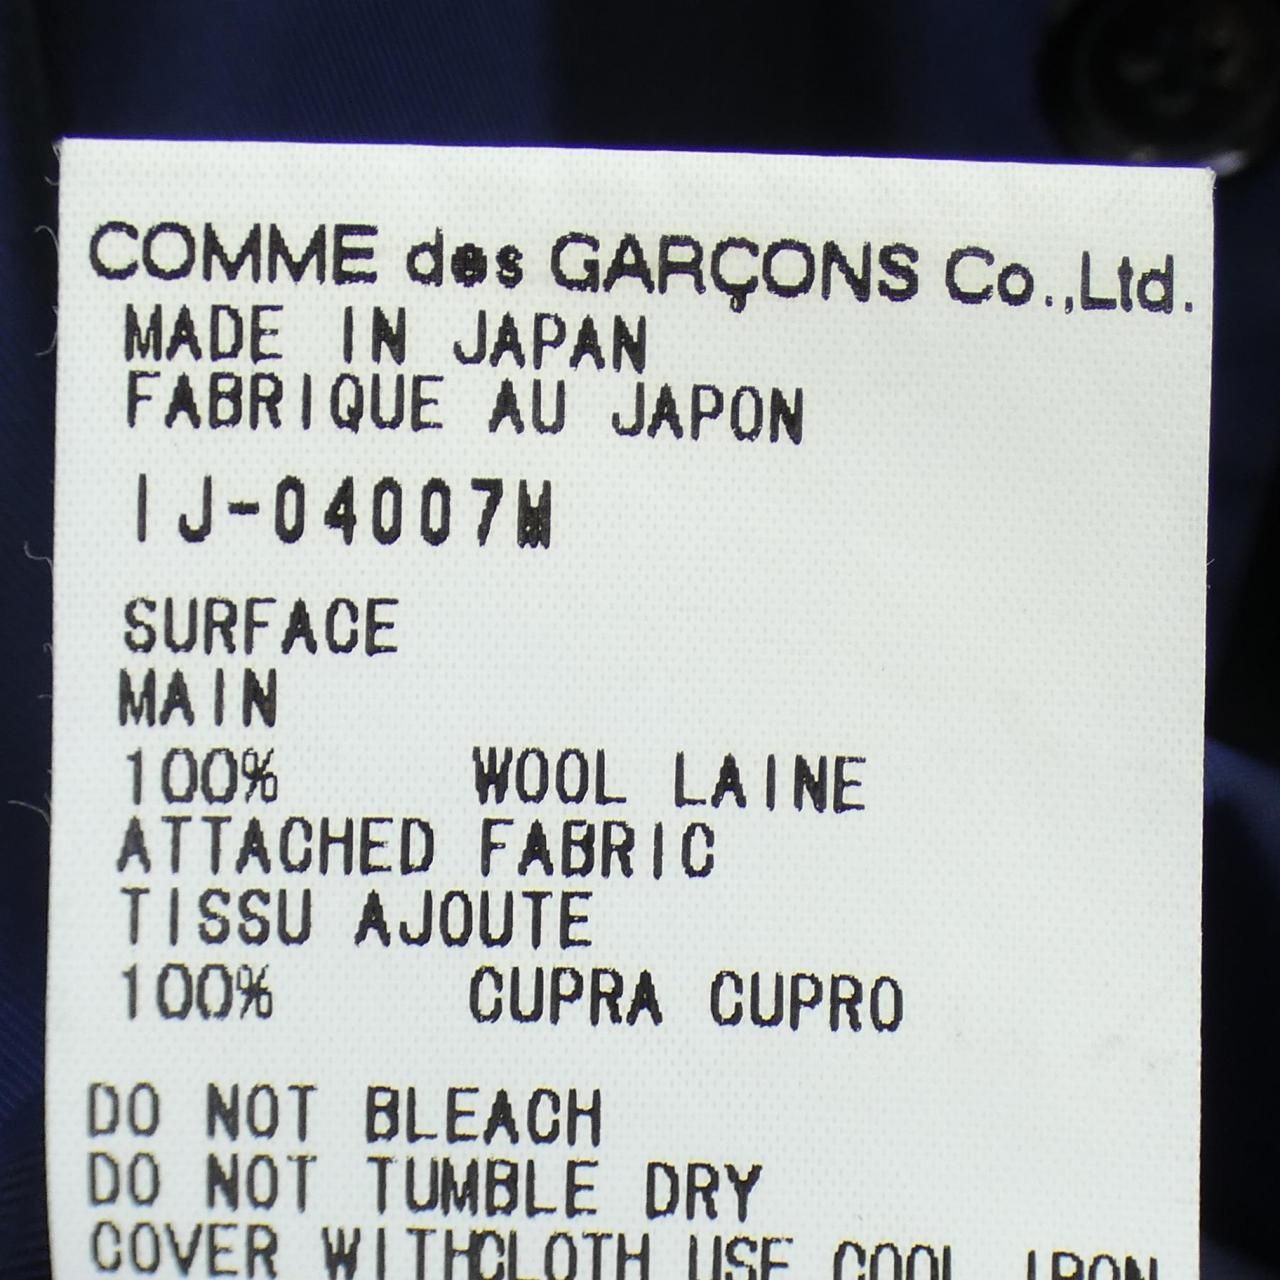 COMME des GARÇONS Co.,Ltd.
MADE IN JAPAN
FABRIQUE AU JAPON
IJ-04007M
SURFACE
MAIN
100% WOOL LAINE
ATTACHED FABRIC
TISSU AJOUTE
100% CUPRA CUPRO
DO NOT BLEACH
DO NOT TUMBLE DRY
COVER WITHCLOTH USE COOL IRON